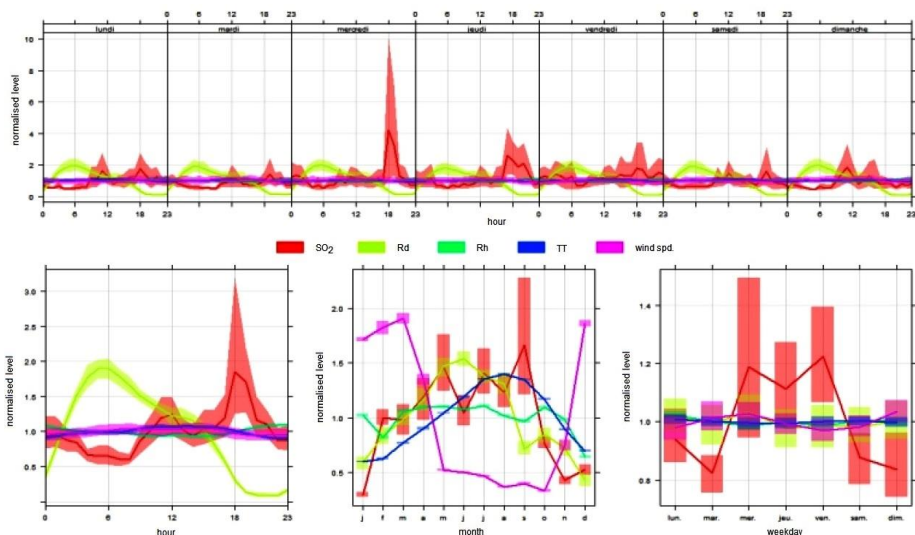 0 6 12 18 23 0 6 12 18 23 0 6 12 18 23
lundi mardi mercredi jeudi vendredi samedi dimanche
normalised level
10
8
6
4
2
0
0 6 12 18 23 0 6 12 18 23 0 6 12 18 23 0 6 12 18 23
hour
SO2 Rd Rh TT wind spd.
normalised level
3.0
2.5
2.0
1.5
1.0
0.5
0 6 12 18 23
hour
normalised level
2.0
1.5
1.0
0.5
j f m a m j j a s o n d
month
normalised level
1.4
1.2
1.0
0.8
lun. mar. mer. jeu. ven. sam. dim.
weekday